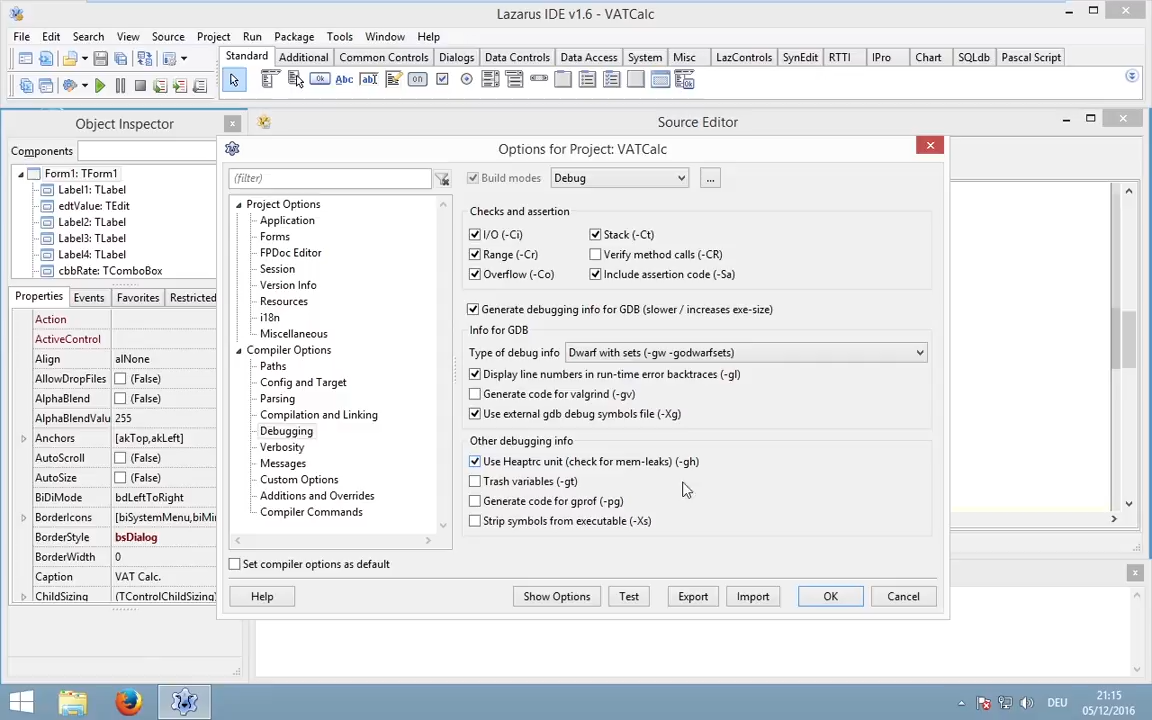 Lazarus IDE v1.6 - VATCalc
File Edit Search View Source Project Run Package Tools Window Help
Standard Additional Common Controls Dialogs Data Controls Data Access System Misc LazControls SynEdit RTTI IPro Chart SQLdb Pascal Script
Ok Abc ab on Ok
Object Inspector
Source Editor
Components
Form1: TForm1
Label1: TLabel
edtValue: TEdit
Label2: TLabel
Label3: TLabel
Label4: TLabel
cbbRate: TComboBox
Properties Events Favorites Restricted
Action
ActiveControl
Align alNone
AllowDropFiles (False)
AlphaBlend (False)
AlphaBlendValu 255
Anchors [akTop,akLeft]
AutoScroll (False)
AutoSize (False)
BiDiMode bdLeftToRight
BorderIcons [biSystemMenu,biMi
BorderStyle bsDialog
BorderWidth 0
Caption VAT Calc.
ChildSizing (TControlChildSizing)
Options for Project: VATCalc
(filter)
Build modes Debug ...
Project Options
Application
Forms
FPDoc Editor
Session
Version Info
Resources
i18n
Miscellaneous
Compiler Options
Paths
Config and Target
Parsing
Compilation and Linking
Debugging
Verbosity
Messages
Custom Options
Additions and Overrides
Compiler Commands
Checks and assertion
I/O (-Ci) Stack (-Ct)
Range (-Cr) Verify method calls (-CR)
Overflow (-Co) Include assertion code (-Sa)
Generate debugging info for GDB (slower / increases exe-size)
Info for GDB
Type of debug info Dwarf with sets (-gw -godwarfsets)
Display line numbers in run-time error backtraces (-gl)
Generate code for valgrind (-gv)
Use external gdb debug symbols file (-Xg)
Other debugging info
Use Heaptrc unit (check for mem-leaks) (-gh)
Trash variables (-gt)
Generate code for gprof (-pg)
Strip symbols from executable (-Xs)
Set compiler options as default
Help Show Options Test Export Import OK Cancel
DEU
21:15
05/12/2016